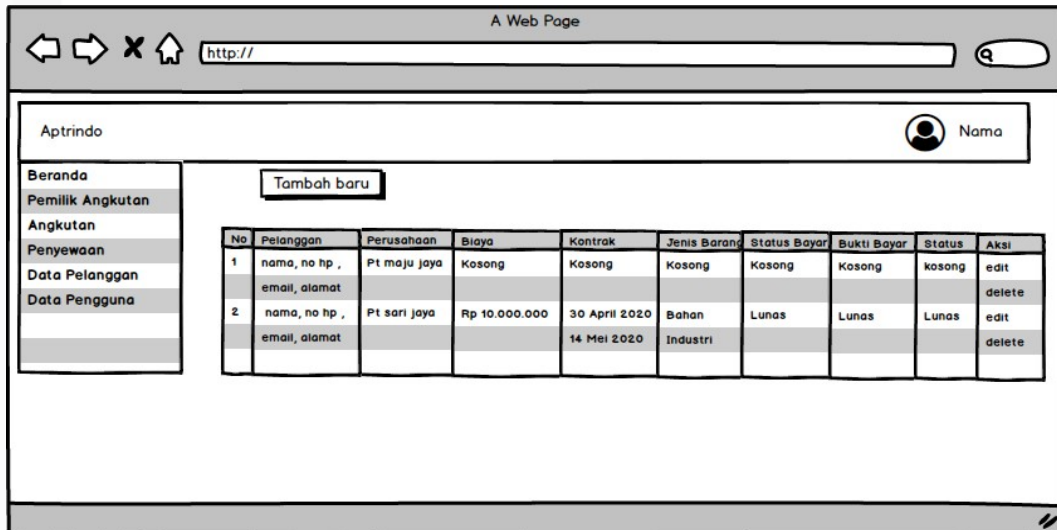 A Web Page
http://
Aptrindo
Nama
Beranda
Pemilik Angkutan
Angkutan
Penyewaan
Data Pelanggan
Data Pengguna
Tambah baru
No Pelanggan Perusahaan Biaya Kontrak Jenis Barang Status Bayar Bukti Bayar Status Aksi
1 nama, no hp , Pt maju jaya Kosong Kosong Kosong Kosong Kosong kosong edit
email, alamat delete
2 nama, no hp , Pt sari jaya Rp 10.000.000 30 April 2020 Bahan Lunas Lunas Lunas edit
email, alamat 14 Mei 2020 Industri delete